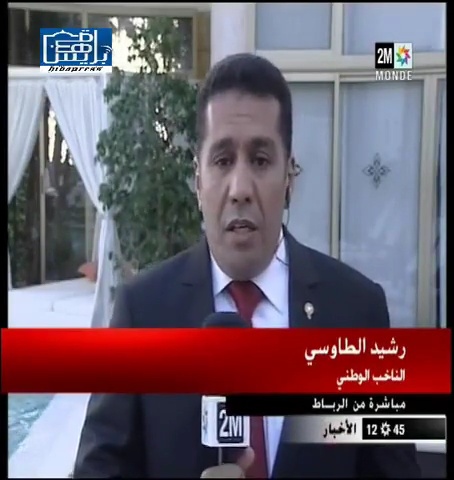 هبة بريس
hibapress
2M
MONDE
رشيد الطاوسي
الناخب الوطني
مباشرة من الرباط
الأخبار 12 45
2M